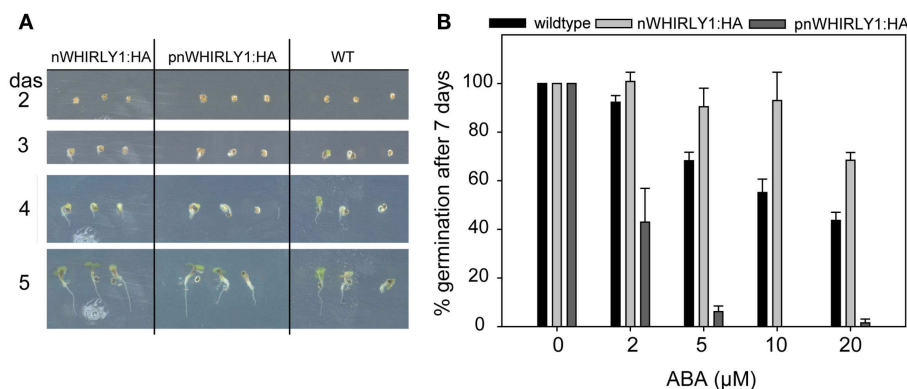 A
nWHIRLY1:HA pnWHIRLY1:HA WT
das
2
3
4
5
B
wildtype nWHIRLY1:HA pnWHIRLY1:HA
% germination after 7 days
100
80
60
40
20
0
0 2 5 10 20
ABA (µM)